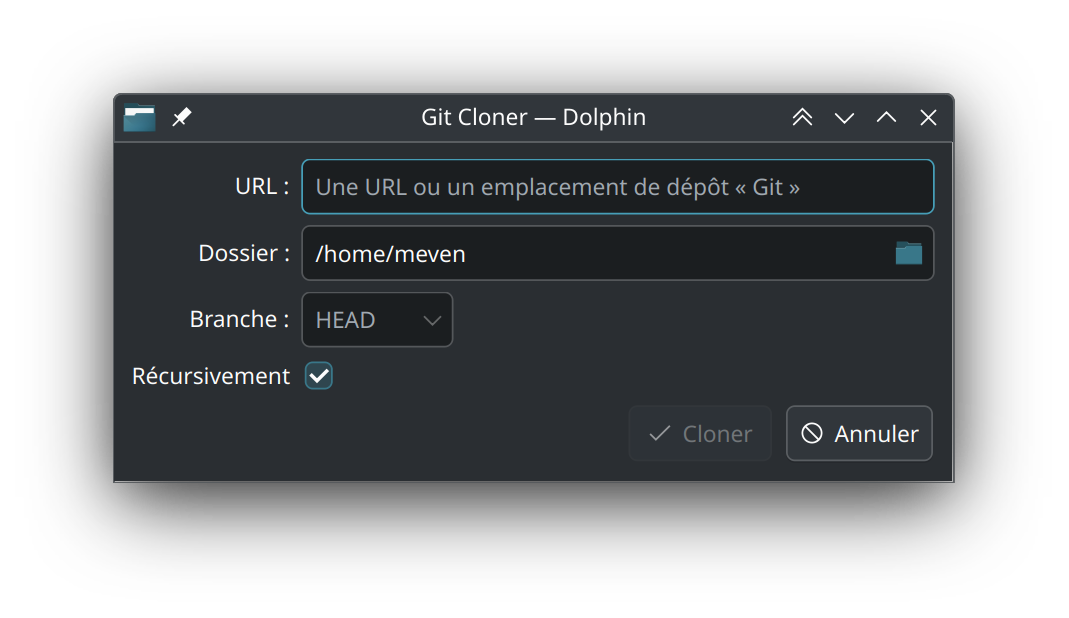 Git Cloner — Dolphin
URL : Une URL ou un emplacement de dépôt « Git »
Dossier : /home/meven
Branche : HEAD
Récursivement
Cloner Annuler